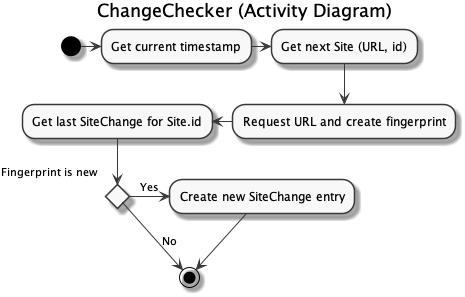 ChangeChecker (Activity Diagram)
Get current timestamp
Get next Site (URL, id)
Get last SiteChange for Site.id
Request URL and create fingerprint
Fingerprint is new
Yes
Create new SiteChange entry
No